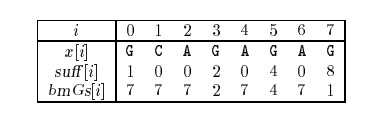 i 0 1 2 3 4 5 6 7
x[i] G C A G A G A G
suff[i] 1 0 0 2 0 4 0 8
bmGs[i] 7 7 7 2 7 4 7 1